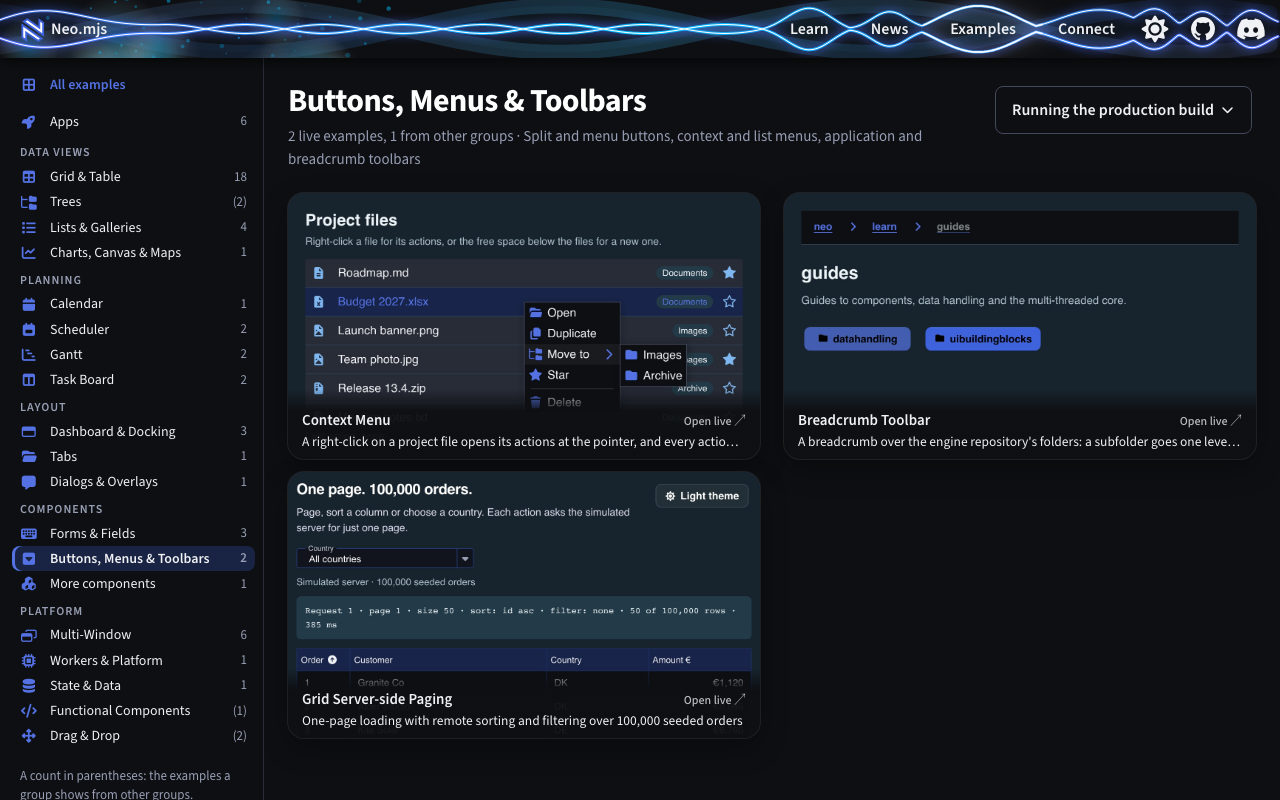 Neo.mjs
Learn
News
Examples
Connect
All examples
Apps 6
DATA VIEWS
Grid & Table 18
Trees (2)
Lists & Galleries 4
Charts, Canvas & Maps 1
PLANNING
Calendar 1
Scheduler 2
Gantt 2
Task Board 2
LAYOUT
Dashboard & Docking 3
Tabs 1
Dialogs & Overlays 1
COMPONENTS
Forms & Fields 3
Buttons, Menus & Toolbars 2
More components 1
PLATFORM
Multi-Window 6
Workers & Platform 1
State & Data 1
Functional Components (1)
Drag & Drop (2)
A count in parentheses: the examples a
group shows from other groups.
Buttons, Menus & Toolbars
2 live examples, 1 from other groups · Split and menu buttons, context and list menus, application and
breadcrumb toolbars
Running the production build
Project files
Right-click a file for its actions, or the free space below the files for a new one.
Roadmap.md Documents
Budget 2027.xlsx Documents
Launch banner.png Images
Team photo.jpg
Release 13.4.zip Archive
Open
Duplicate
Move to
Star
Delete
Images
Archive
Context Menu Open live
A right-click on a project file opens its actions at the pointer, and every actio…
neo
learn
guides
guides
Guides to components, data handling and the multi-threaded core.
datahandling
uibuildingblocks
Breadcrumb Toolbar Open live
A breadcrumb over the engine repository's folders: a subfolder goes one leve…
One page. 100,000 orders.
Light theme
Page, sort a column or choose a country. Each action asks the simulated
server for just one page.
Country
All countries
Simulated server · 100,000 seeded orders
Request 1 · page 1 · size 50 · sort: id asc · filter: none · 50 of 100,000 rows ·
385 ms
Order Customer Country Amount €
1 Granite Co DK €1,120
Grid Server-side Paging Open live
One-page loading with remote sorting and filtering over 100,000 seeded orders